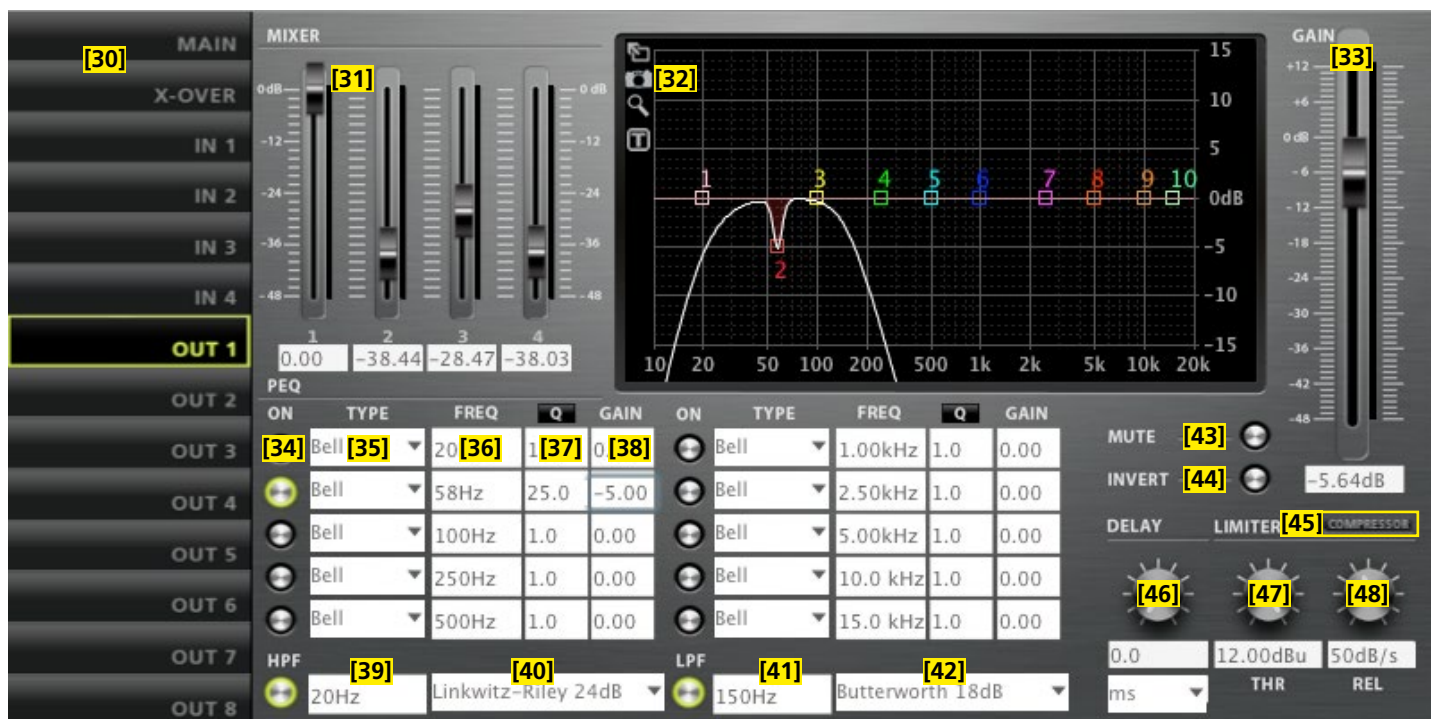 MAIN
X-OVER
IN 1
IN 2
IN 3
IN 4
OUT 1
OUT 2
OUT 3
OUT 4
OUT 5
OUT 6
OUT 7
OUT 8
[30]
MIXER
[31]
0dB 0 dB
-12 -12
-24 -24
-36 -36
-48 -48
1 2 3 4
0.00 -38.44 -28.47 -38.03
[32]
T
15
10
5
0dB
-5
-10
-15
1 2 3 4 5 6 7 8 9 10
10 20 50 100 200 500 1k 2k 5k 10k 20k
GAIN
[33]
+12
+6
0 dB
-6
-12
-18
-24
-30
-36
-42
-48
-5.64dB
PEQ
ON TYPE FREQ Q GAIN ON TYPE FREQ Q GAIN
[34] Bell [35] 20 [36] 1 [37] 0. [38] Bell 1.00kHz 1.0 0.00
Bell 58Hz 25.0 -5.00 Bell 2.50kHz 1.0 0.00
Bell 100Hz 1.0 0.00 Bell 5.00kHz 1.0 0.00
Bell 250Hz 1.0 0.00 Bell 10.0 kHz 1.0 0.00
Bell 500Hz 1.0 0.00 Bell 15.0 kHz 1.0 0.00
HPF [39] [40] LPF [41] [42]
20Hz Linkwitz-Riley 24dB 150Hz Butterworth 18dB
MUTE [43]
INVERT [44]
DELAY LIMITER [45] COMPRESSOR
[46] [47] [48]
0.0 12.00dBu 50dB/s
ms THR REL